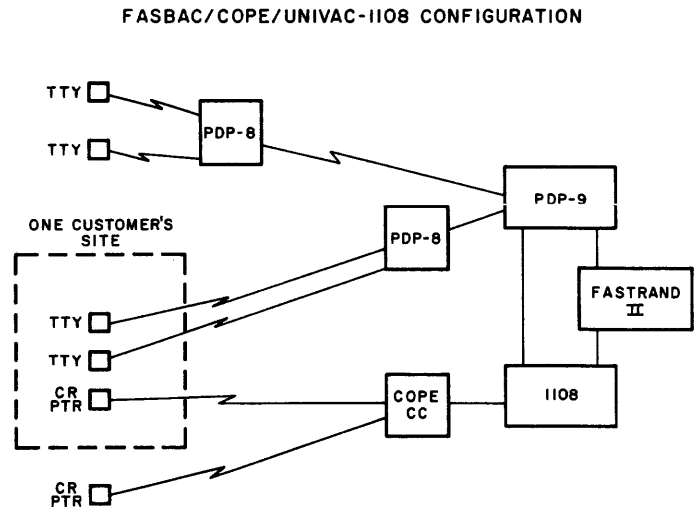 FASBAC/COPE/UNIVAC-1108 CONFIGURATION
TTY
PDP-8
TTY
PDP-9
ONE CUSTOMER'S
SITE
PDP-8
FASTRAND
II
TTY
TTY
CR
PTR
COPE
CC
1108
CR
PTR